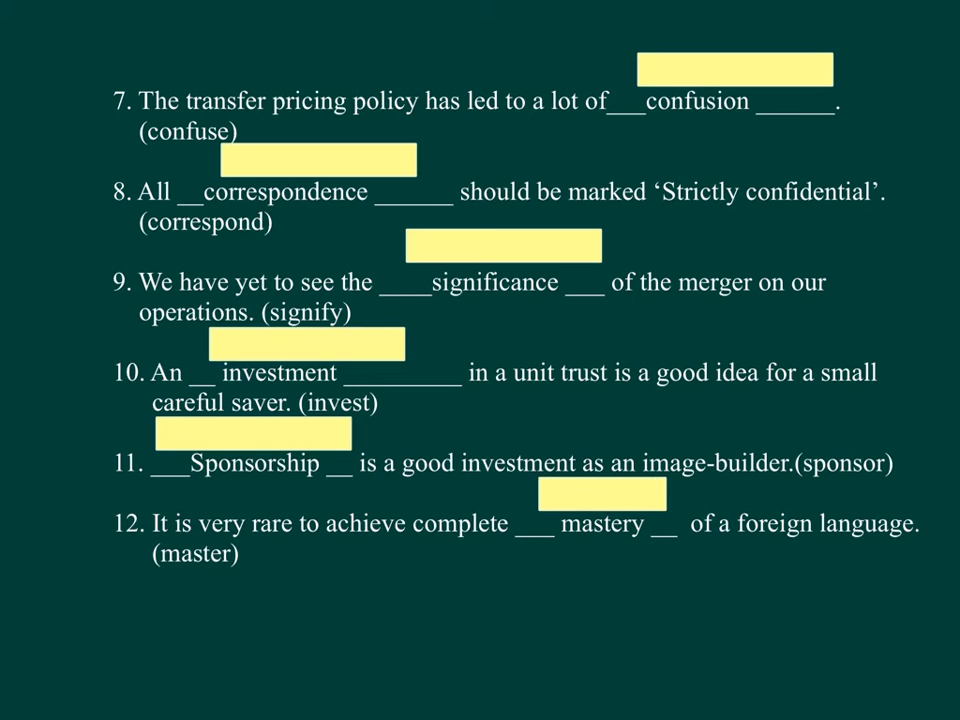 7. The transfer pricing policy has led to a lot of___confusion ______.
(confuse)
8. All __correspondence ______ should be marked ‘Strictly confidential’.
(correspond)
9. We have yet to see the ____significance ___ of the merger on our
operations. (signify)
10. An __ investment _________ in a unit trust is a good idea for a small
careful saver. (invest)
11. ___Sponsorship __ is a good investment as an image-builder.(sponsor)
12. It is very rare to achieve complete ___ mastery __ of a foreign language.
(master)